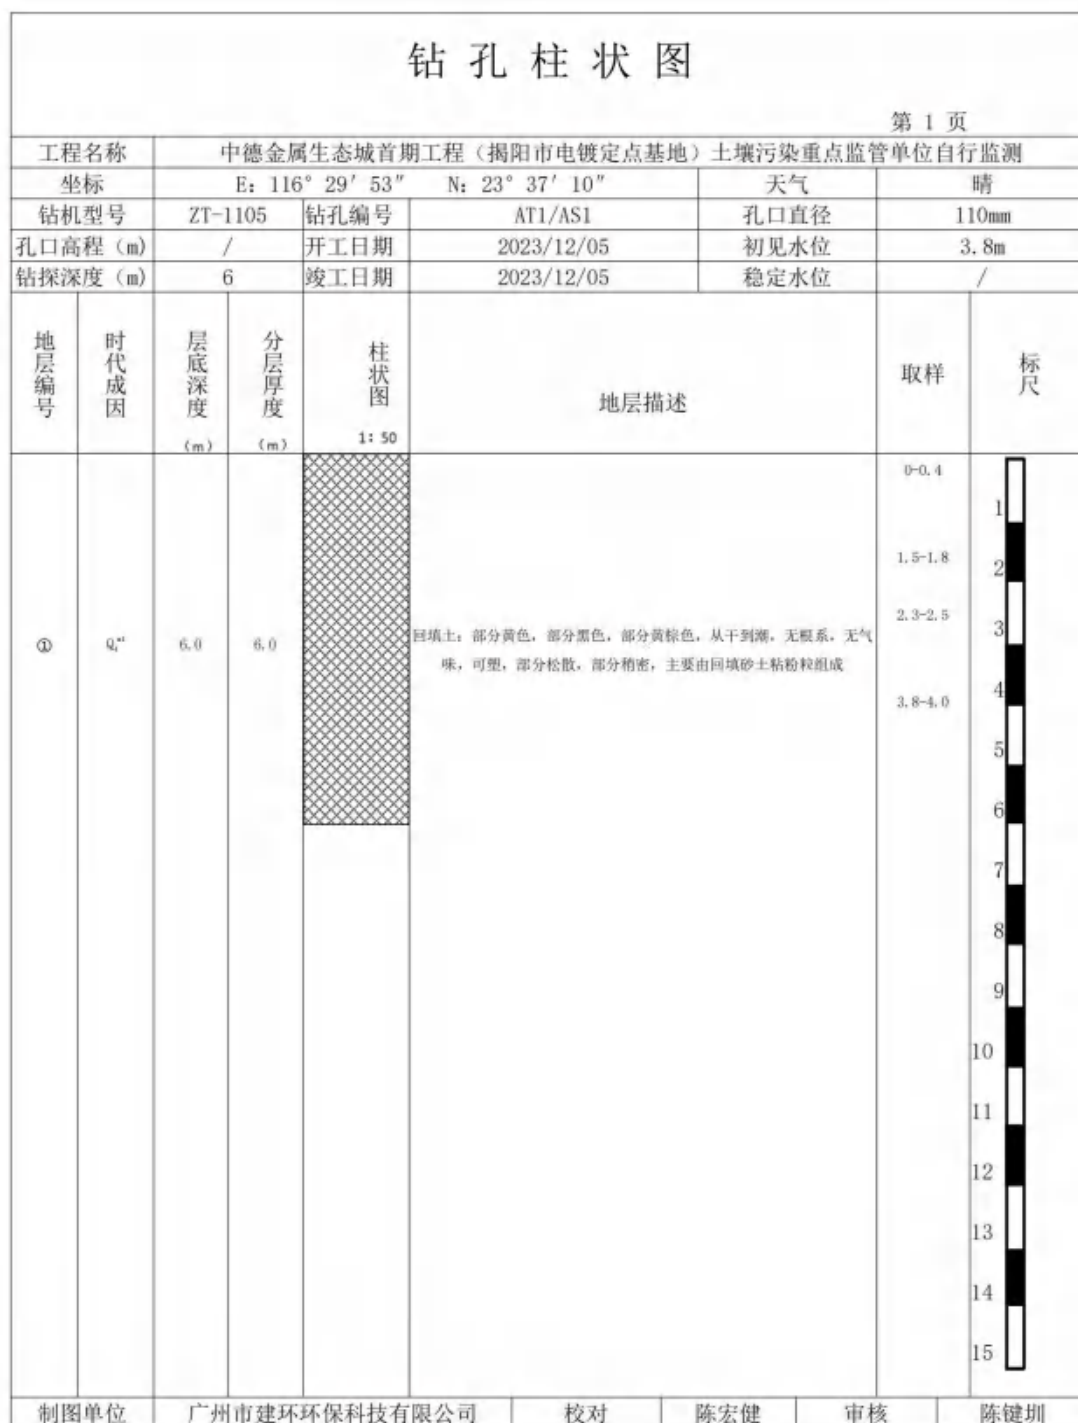 钻孔柱状图
第 1 页
工程名称 中德金属生态城首期工程（揭阳市电镀定点基地）土壤污染重点监管单位自行监测
坐标 E: 116° 29′ 53″ N: 23° 37′ 10″ 天气 晴
钻机型号 ZT-1105 钻孔编号 AT1/AS1 孔口直径 110mm
孔口高程（m） / 开工日期 2023/12/05 初见水位 3.8m
钻探深度（m） 6 竣工日期 2023/12/05 稳定水位 /
地层编号 时代成因 层底深度（m） 分层厚度（m） 柱状图 1: 50 地层描述 取样 标尺
0-0.4
1
1.5-1.8
2
2.3-2.5
3
① 6.0 6.0 回填土: 部分黄色, 部分黑色, 部分黄棕色, 从干到潮, 无根系, 无气
味, 可塑, 部分松散, 部分稍密, 主要由回填砂土粘粉粒组成
4
3.8-4.0
5
6
7
8
9
10
11
12
13
14
15
制图单位 广州市建环环保科技有限公司 校对 陈宏健 审核 陈键圳